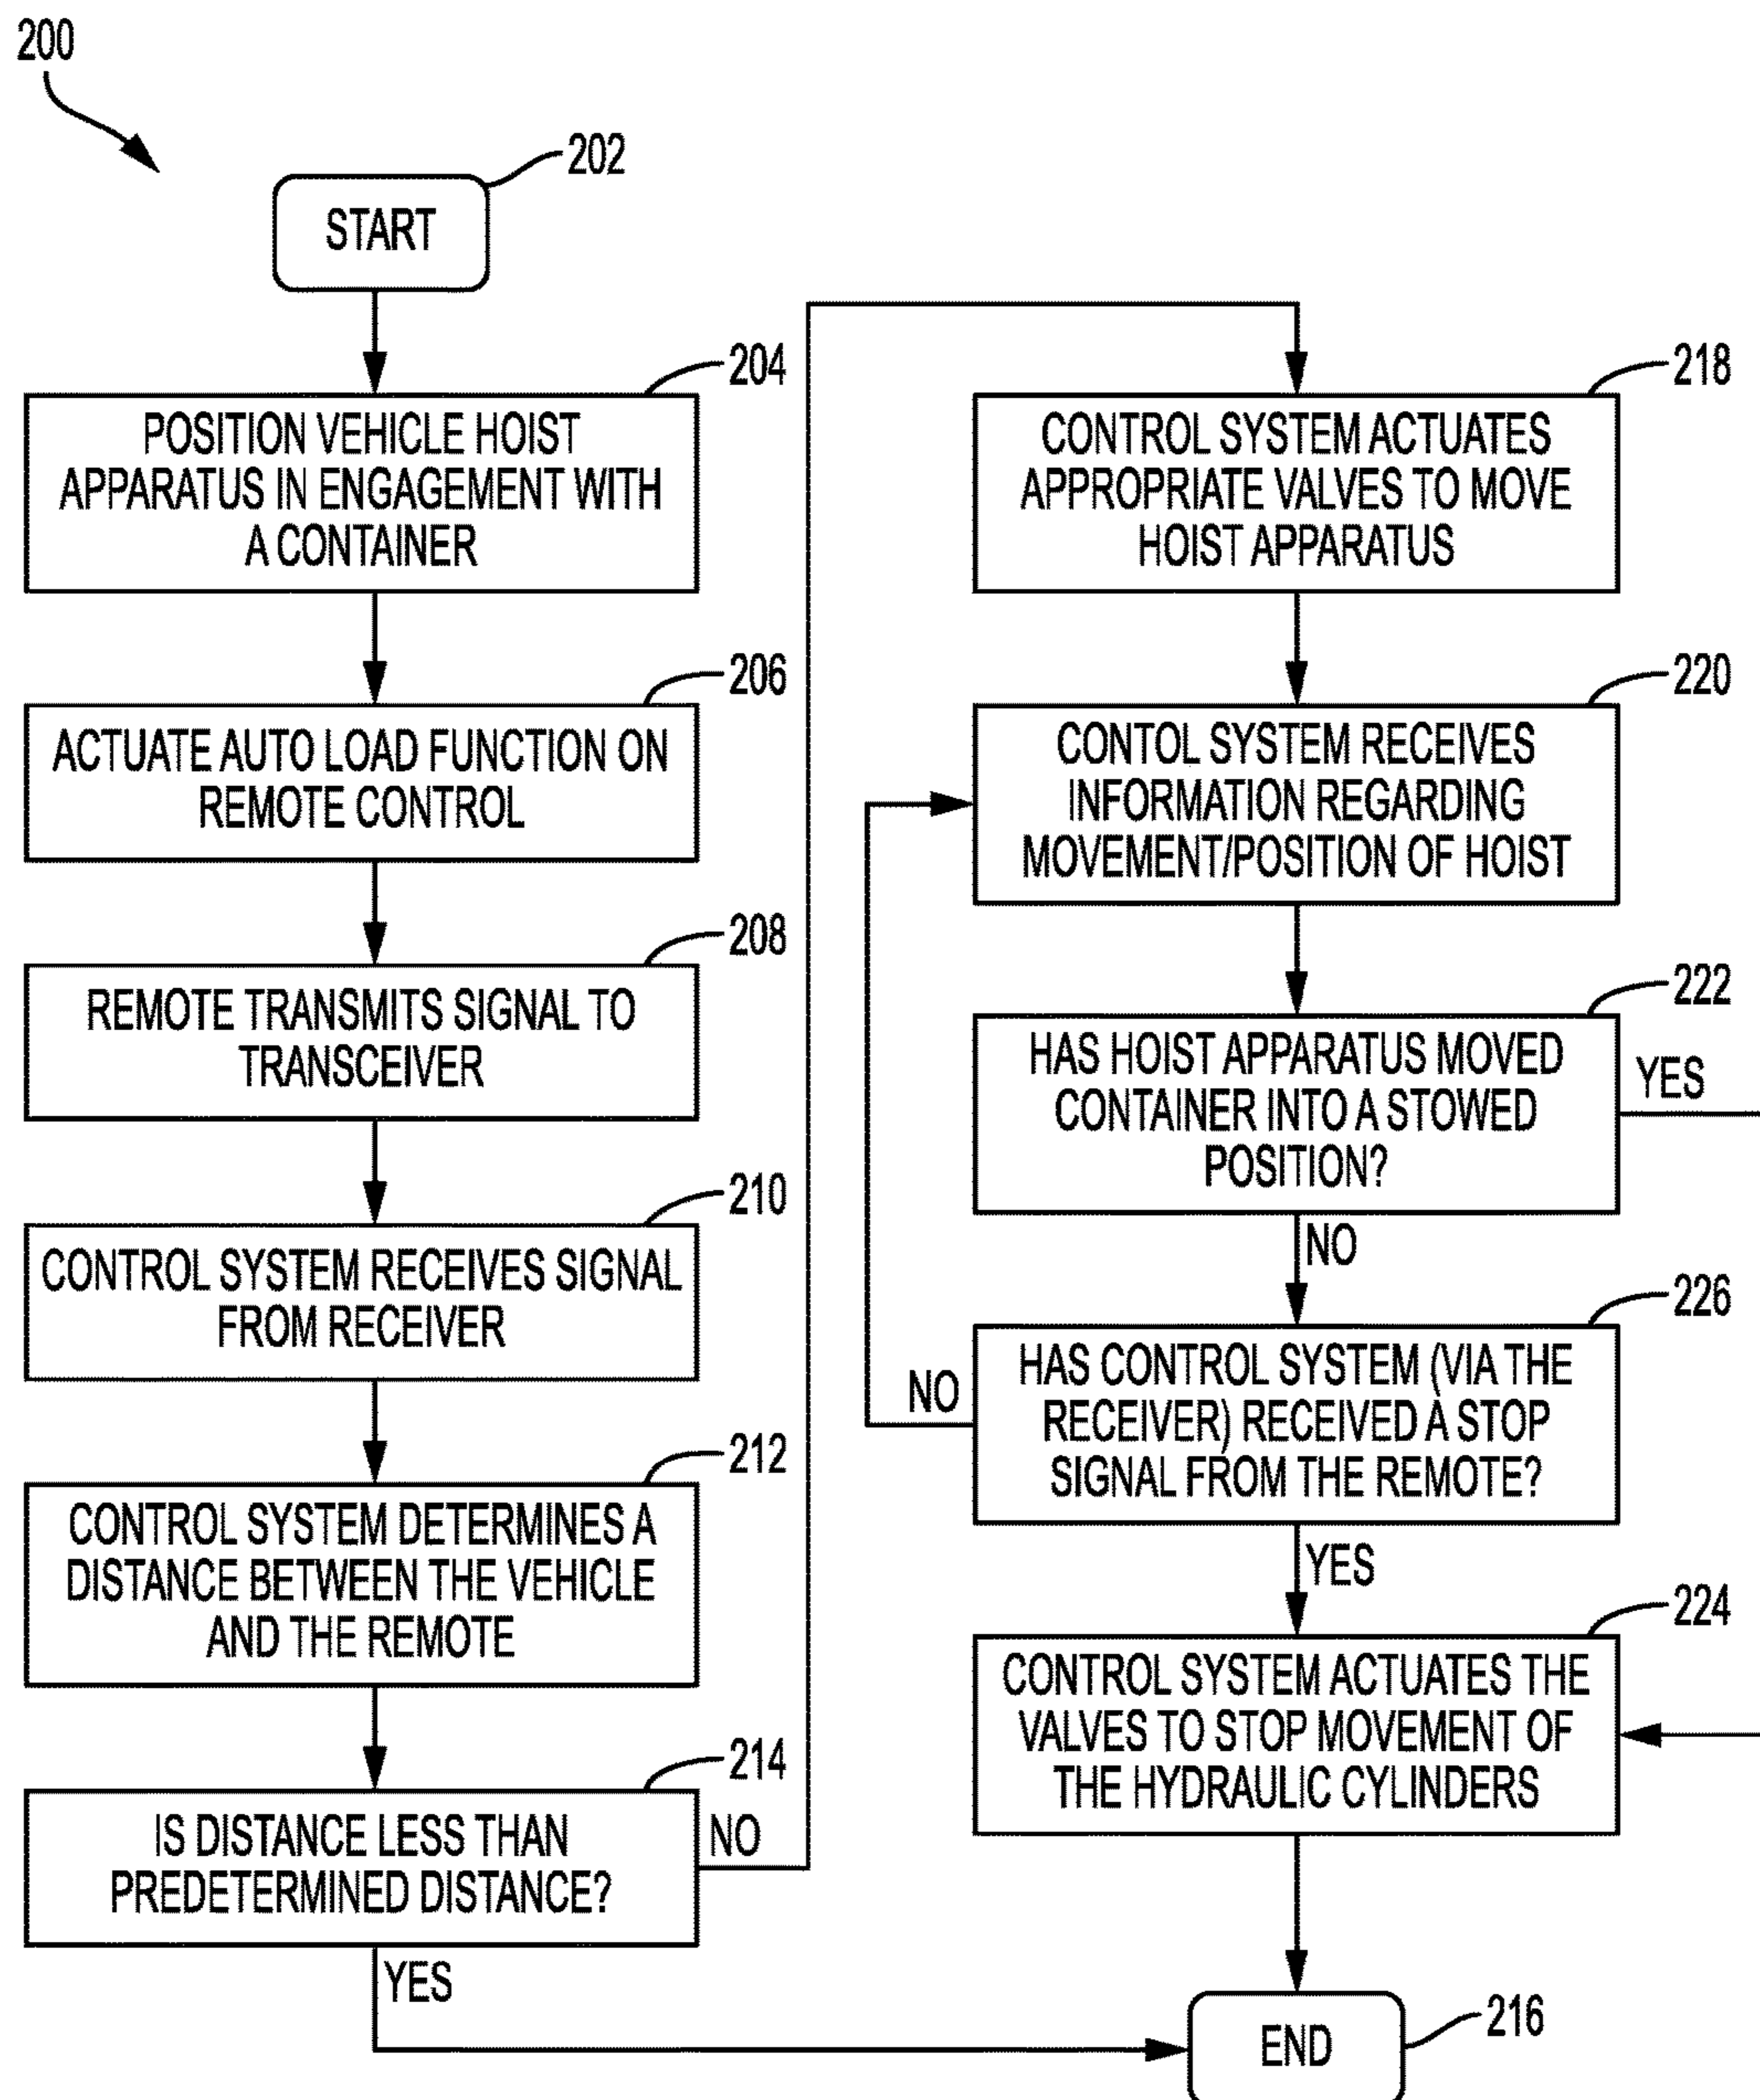 200
202
START
204
POSITION VEHICLE HOIST
APPARATUS IN ENGAGEMENT WITH
A CONTAINER
206
ACTUATE AUTO LOAD FUNCTION ON
REMOTE CONTROL
208
REMOTE TRANSMITS SIGNAL TO
TRANSCEIVER
210
CONTROL SYSTEM RECEIVES SIGNAL
FROM RECEIVER
212
CONTROL SYSTEM DETERMINES A
DISTANCE BETWEEN THE VEHICLE
AND THE REMOTE
214
IS DISTANCE LESS THAN
PREDETERMINED DISTANCE?
NO
YES
218
CONTROL SYSTEM ACTUATES
APPROPRIATE VALVES TO MOVE
HOIST APPARATUS
220
CONTOL SYSTEM RECEIVES
INFORMATION REGARDING
MOVEMENT/POSITION OF HOIST
222
HAS HOIST APPARATUS MOVED
CONTAINER INTO A STOWED
POSITION?
YES
NO
226
HAS CONTROL SYSTEM (VIA THE
RECEIVER) RECEIVED A STOP
SIGNAL FROM THE REMOTE?
NO
YES
224
CONTROL SYSTEM ACTUATES THE
VALVES TO STOP MOVEMENT OF
THE HYDRAULIC CYLINDERS
END
216